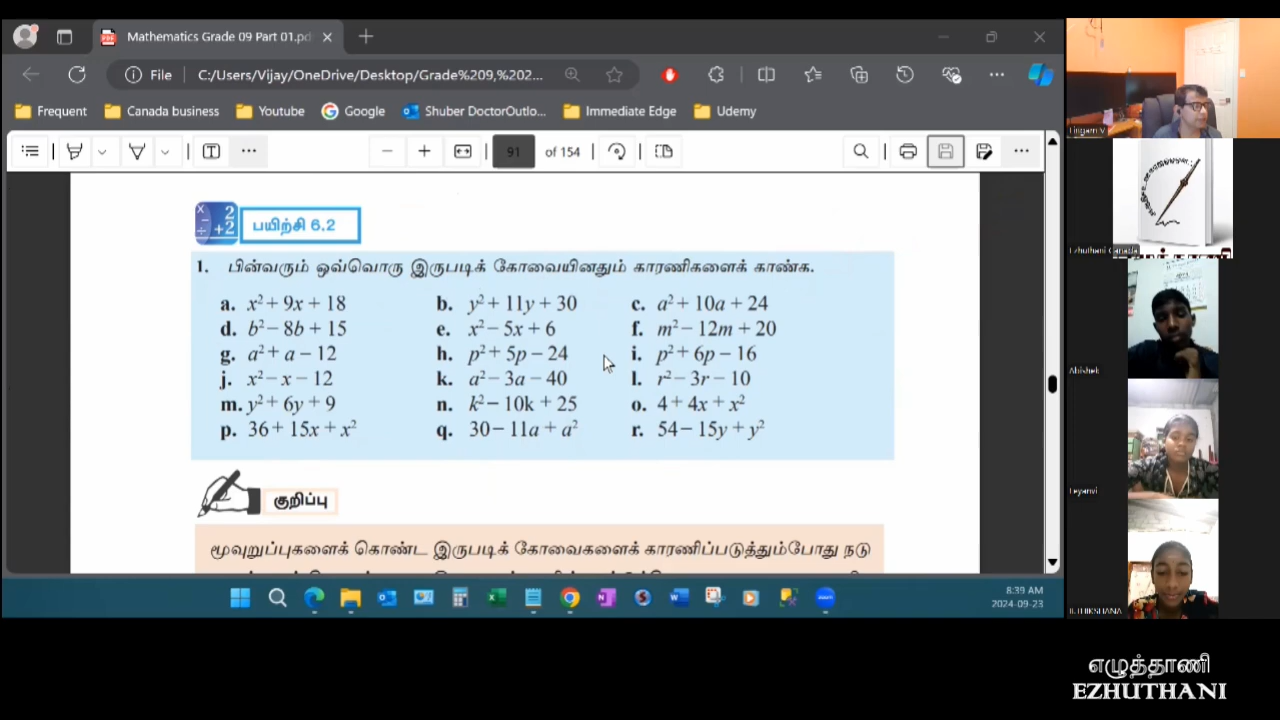 Mathematics Grade 09 Part 01.pd
File C:/Users/Vijay/OneDrive/Desktop/Grade%209,%202...
Frequent Canada business Youtube Google Shuber DoctorOutlo... Immediate Edge Udemy
91 of 154
x 2
÷ +2
பயிற்சி 6.2
1. பின்வரும் ஒவ்வொரு இருபடிக் கோவையினதும் காரணிகளைக் காண்க.
a. x² + 9x + 18 b. y² + 11y + 30 c. a² + 10a + 24
d. b² – 8b + 15 e. x² – 5x + 6 f. m² – 12m + 20
g. a² + a – 12 h. p² + 5p – 24 i. p² + 6p – 16
j. x² – x – 12 k. a² – 3a – 40 l. r² – 3r – 10
m. y² + 6y + 9 n. k² – 10k + 25 o. 4 + 4x + x²
p. 36 + 15x + x² q. 30 – 11a + a² r. 54 – 15y + y²
குறிப்பு
மூவுறுப்புகளைக் கொண்ட இருபடிக் கோவைகளைக் காரணிப்படுத்தும்போது நடு
8:39 AM
2024-09-23
Lingam V
Ezhuthani Canada
Abishek
எழுத்தாணி
EZHUTHANI